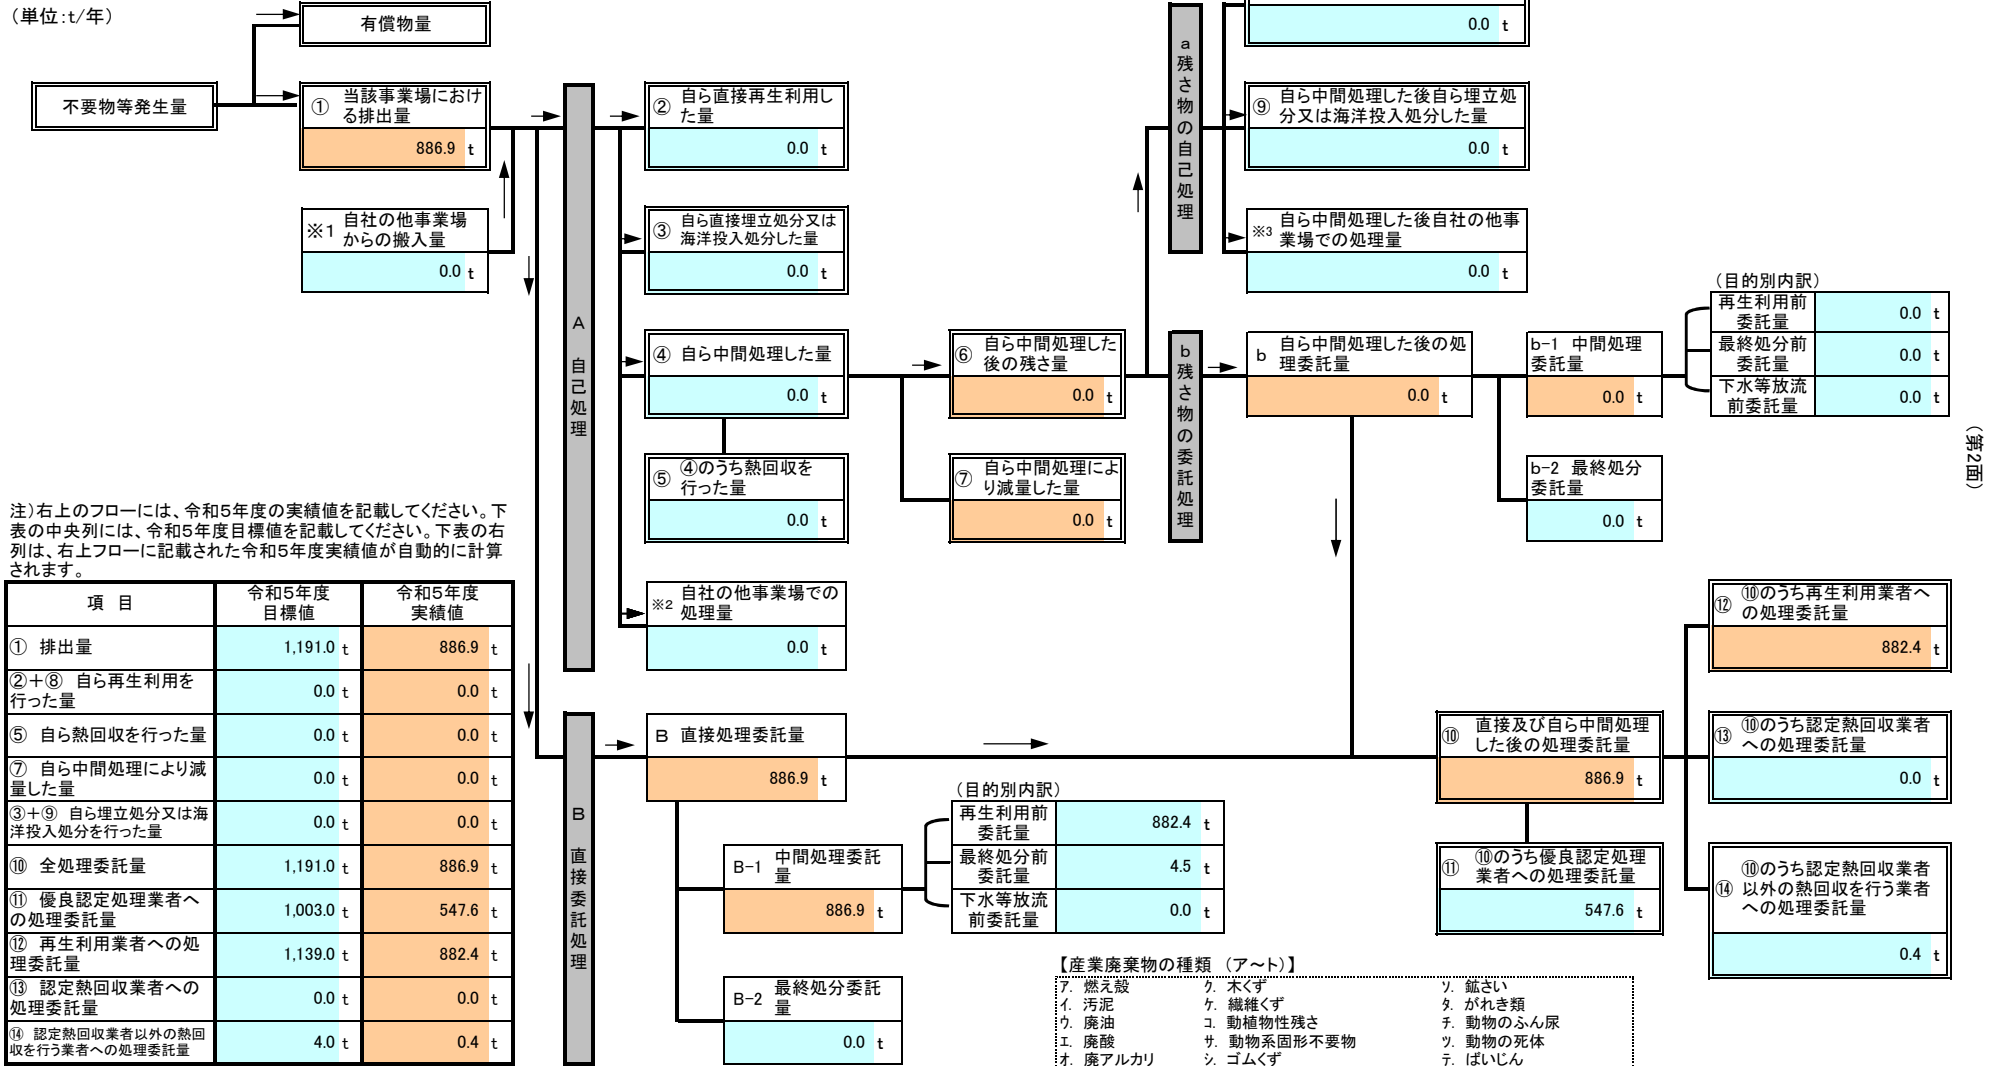 （単位:t/年）
有償物量
不要物等発生量
① 当該事業場におけ
る排出量
886.9 t
※1 自社の他事業場
からの搬入量
0.0 t
A 自己処理
② 自ら直接再生利用し
た量
0.0 t
③ 自ら直接埋立処分又は
海洋投入処分した量
0.0 t
④ 自ら中間処理した量
0.0 t
⑤ ④のうち熱回収を
行った量
0.0 t
※2 自社の他事業場での
処理量
0.0 t
⑥ 自ら中間処理した
後の残さ量
0.0 t
⑦ 自ら中間処理によ
り減量した量
0.0 t
a残さ物の自己処理
0.0 t
⑨ 自ら中間処理した後自ら埋立処
分又は海洋投入処分した量
0.0 t
※3 自ら中間処理した後自社の他事
業場での処理量
0.0 t
b残さ物の委託処理
b 自ら中間処理した後の処
理委託量
0.0 t
b-1 中間処理
委託量
0.0 t
b-2 最終処分
委託量
0.0 t
（目的別内訳）
再生利用前
委託量
0.0 t
最終処分前
委託量
0.0 t
下水等放流
前委託量
0.0 t
（第2面）
注）右上のフローには、令和5年度の実績値を記載してください。下
表の中央列には、令和5年度目標値を記載してください。下表の右
列は、右上フローに記載された令和5年度実績値が自動的に計算
されます。
項 目 令和5年度
目標値 令和5年度
実績値
① 排出量 1,191.0 t 886.9 t
②＋⑧ 自ら再生利用を
行った量 0.0 t 0.0 t
⑤ 自ら熱回収を行った量 0.0 t 0.0 t
⑦ 自ら中間処理により減
量した量 0.0 t 0.0 t
③＋⑨ 自ら埋立処分又は海
洋投入処分を行った量 0.0 t 0.0 t
⑩ 全処理委託量 1,191.0 t 886.9 t
⑪ 優良認定処理業者へ
の処理委託量 1,003.0 t 547.6 t
⑫ 再生利用業者への処
理委託量 1,139.0 t 882.4 t
⑬ 認定熱回収業者への
処理委託量 0.0 t 0.0 t
⑭ 認定熱回収業者以外の熱回
収を行う業者への処理委託量 4.0 t 0.4 t
B 直接委託処理
B 直接処理委託量
886.9 t
B-1 中間処理委託
量
886.9 t
B-2 最終処分委託
量
0.0 t
（目的別内訳）
再生利用前
委託量
882.4 t
最終処分前
委託量
4.5 t
下水等放流
前委託量
0.0 t
⑩ 直接及び自ら中間処理
した後の処理委託量
886.9 t
⑪ ⑩のうち優良認定処理
業者への処理委託量
547.6 t
⑫ ⑩のうち再生利用業者へ
の処理委託量
882.4 t
⑬ ⑩のうち認定熱回収業者
への処理委託量
0.0 t
⑭ ⑩のうち認定熱回収業者
以外の熱回収を行う業者
への処理委託量
0.4 t
【産業廃棄物の種類 （ア～ト）】
ア. 燃え殻 ク. 木くず ソ. 鉱さい
イ. 汚泥 ケ. 繊維くず タ. がれき類
ウ. 廃油 コ. 動植物性残さ チ. 動物のふん尿
エ. 廃酸 サ. 動物系固形不要物 ツ. 動物の死体
オ. 廃アルカリ シ. ゴムくず テ. ばいじん